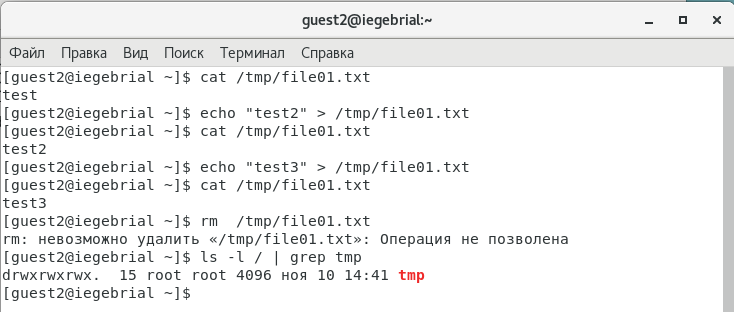 guest2@iegebrial:~
Файл Правка Вид Поиск Терминал Справка
[guest2@iegebrial ~]$ cat /tmp/file01.txt
test
[guest2@iegebrial ~]$ echo "test2" > /tmp/file01.txt
[guest2@iegebrial ~]$ cat /tmp/file01.txt
test2
[guest2@iegebrial ~]$ echo "test3" > /tmp/file01.txt
[guest2@iegebrial ~]$ cat /tmp/file01.txt
test3
[guest2@iegebrial ~]$ rm  /tmp/file01.txt
rm: невозможно удалить «/tmp/file01.txt»: Операция не позволена
[guest2@iegebrial ~]$ ls -l / | grep tmp
drwxrwxrwx.  15 root root 4096 ноя 10 14:41 tmp
[guest2@iegebrial ~]$